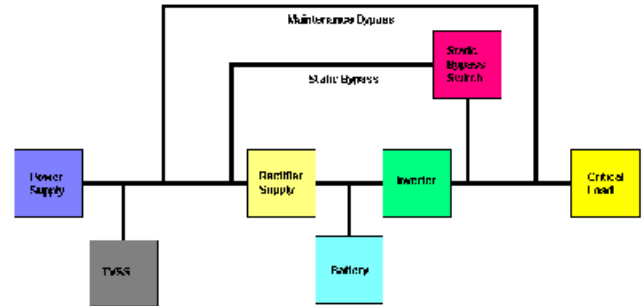 Maintenance Bypass
Static
Bypass
Switch
Static Bypass
Power
Supply
Rectifier
Supply
Inverter
Critical
Load
TVSS
Battery